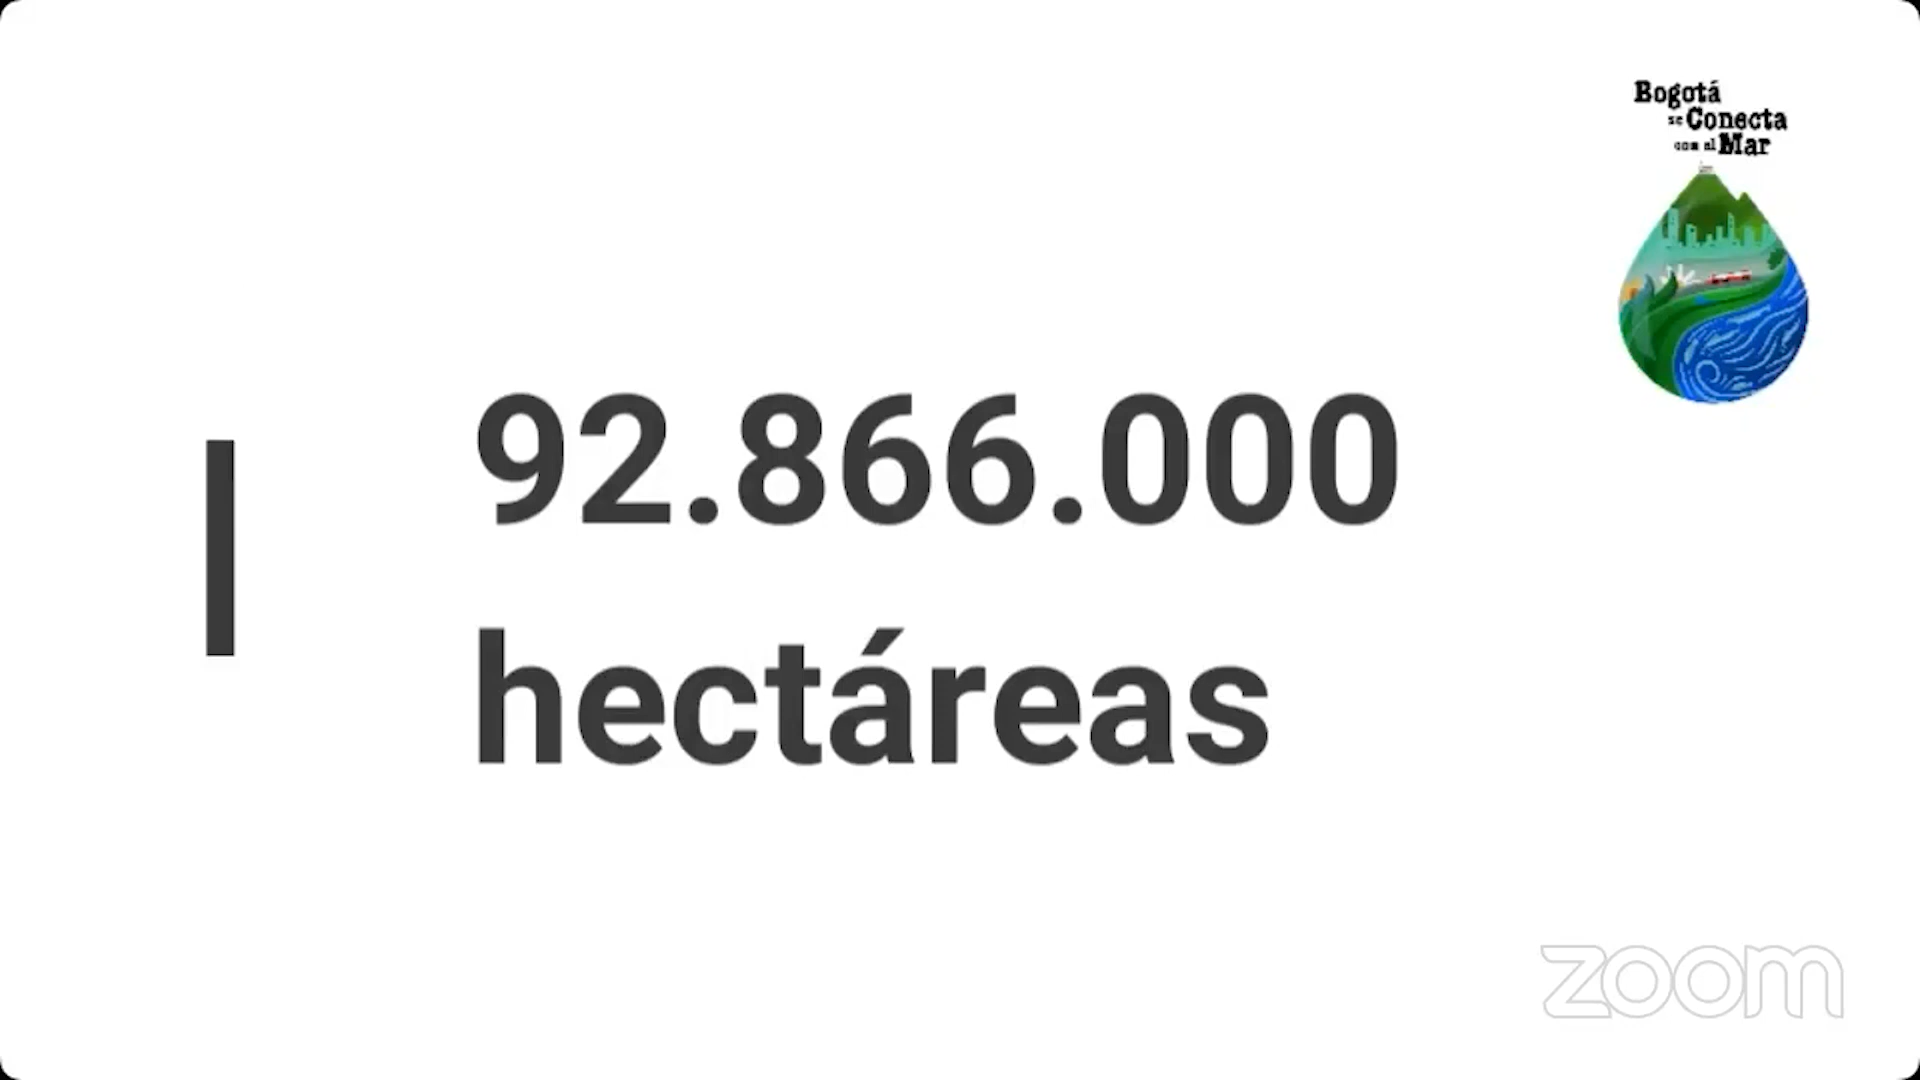 Bogotá
se Conecta
con el Mar
92.866.000
hectáreas
zoom